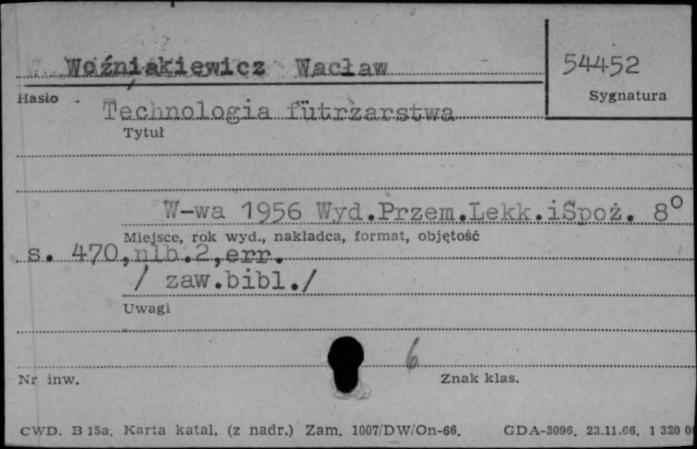 Woźniakiewicz Wacław
54452
Hasło
Sygnatura
Technologia futrzarstwa
Tytuł
W-wa 1956 Wyd.Przem.Lekk.iSpoż. 8°
Miejsce, rok wyd., nakładca, format, objętość
s. 470,nlb.2,err.
/ zaw.bibl./
Uwagi
6
Nr inw.
Znak klas.
CWD. B 15a. Karta katal. (z nadr.) Zam. 1007/DW/On-66. GDA-3096. 23.11.66. 1 320 0